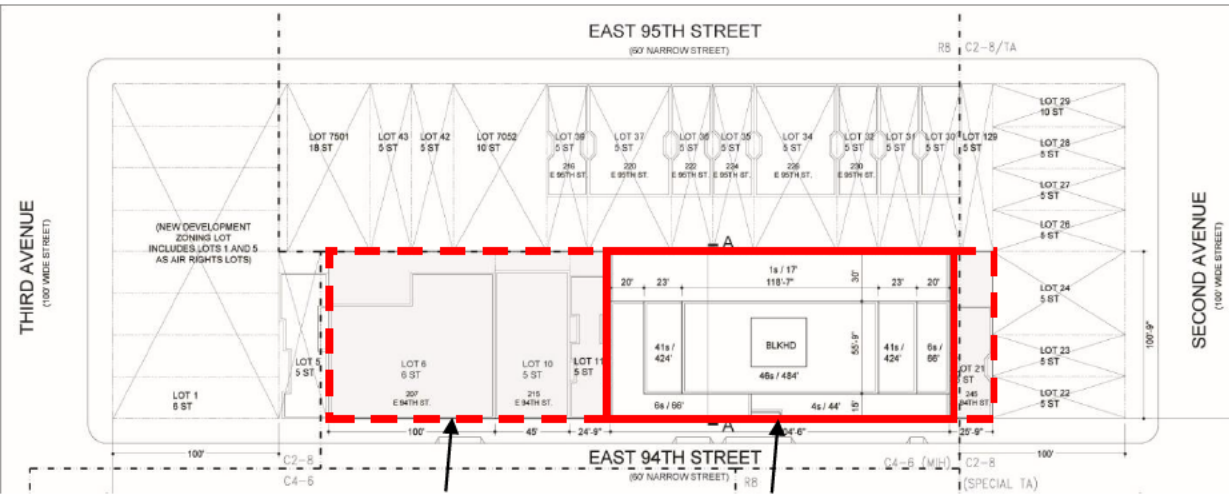 EAST 95TH STREET
(60' NARROW STREET)
R8
C2-8/TA
LOT 7501
18 ST
LOT 43
5 ST
LOT 42
5 ST
LOT 7052
10 ST
LOT 39
5 ST
216
E 95TH ST.
LOT 37
5 ST
220
E 95TH ST.
LOT 36
5 ST
222
E 95TH ST.
LOT 35
5 ST
224
E 95TH ST.
LOT 34
5 ST
226
E 95TH ST.
LOT 32
5 ST
230
E 95TH ST.
LOT 31
5 ST
LOT 30
5 ST
LOT 129
5 ST
LOT 29
10 ST
LOT 28
5 ST
LOT 27
5 ST
LOT 26
5 ST
THIRD AVENUE
(100' WIDE STREET)
(NEW DEVELOPMENT
ZONING LOT
INCLUDES LOTS 1 AND 5
AS AIR RIGHTS LOTS)
SECOND AVENUE
(100' WIDE STREET)
A
1s / 17'
118'-7"
30'
20'
23'
23'
20'
LOT 24
5 ST
100'-9"
LOT 5
5 ST
LOT 6
6 ST
207
E 94TH ST.
LOT 10
5 ST
215
E 94TH ST.
LOT 11
5 ST
41s /
424'
BLKHD
46s / 484'
55'-9"
41s /
424'
6s /
66'
OT 21
5 ST
245
94TH ST.
LOT 23
5 ST
LOT 1
6 ST
6s / 66'
4s / 44'
15'
LOT 22
5 ST
A
100'
45'
24'-9"
04'-6"
25'-9"
100'
100'
C2-8
C4-6
EAST 94TH STREET
(60' NARROW STREET)
R8
C4-6 (MIH)
C2-8
(SPECIAL TA)